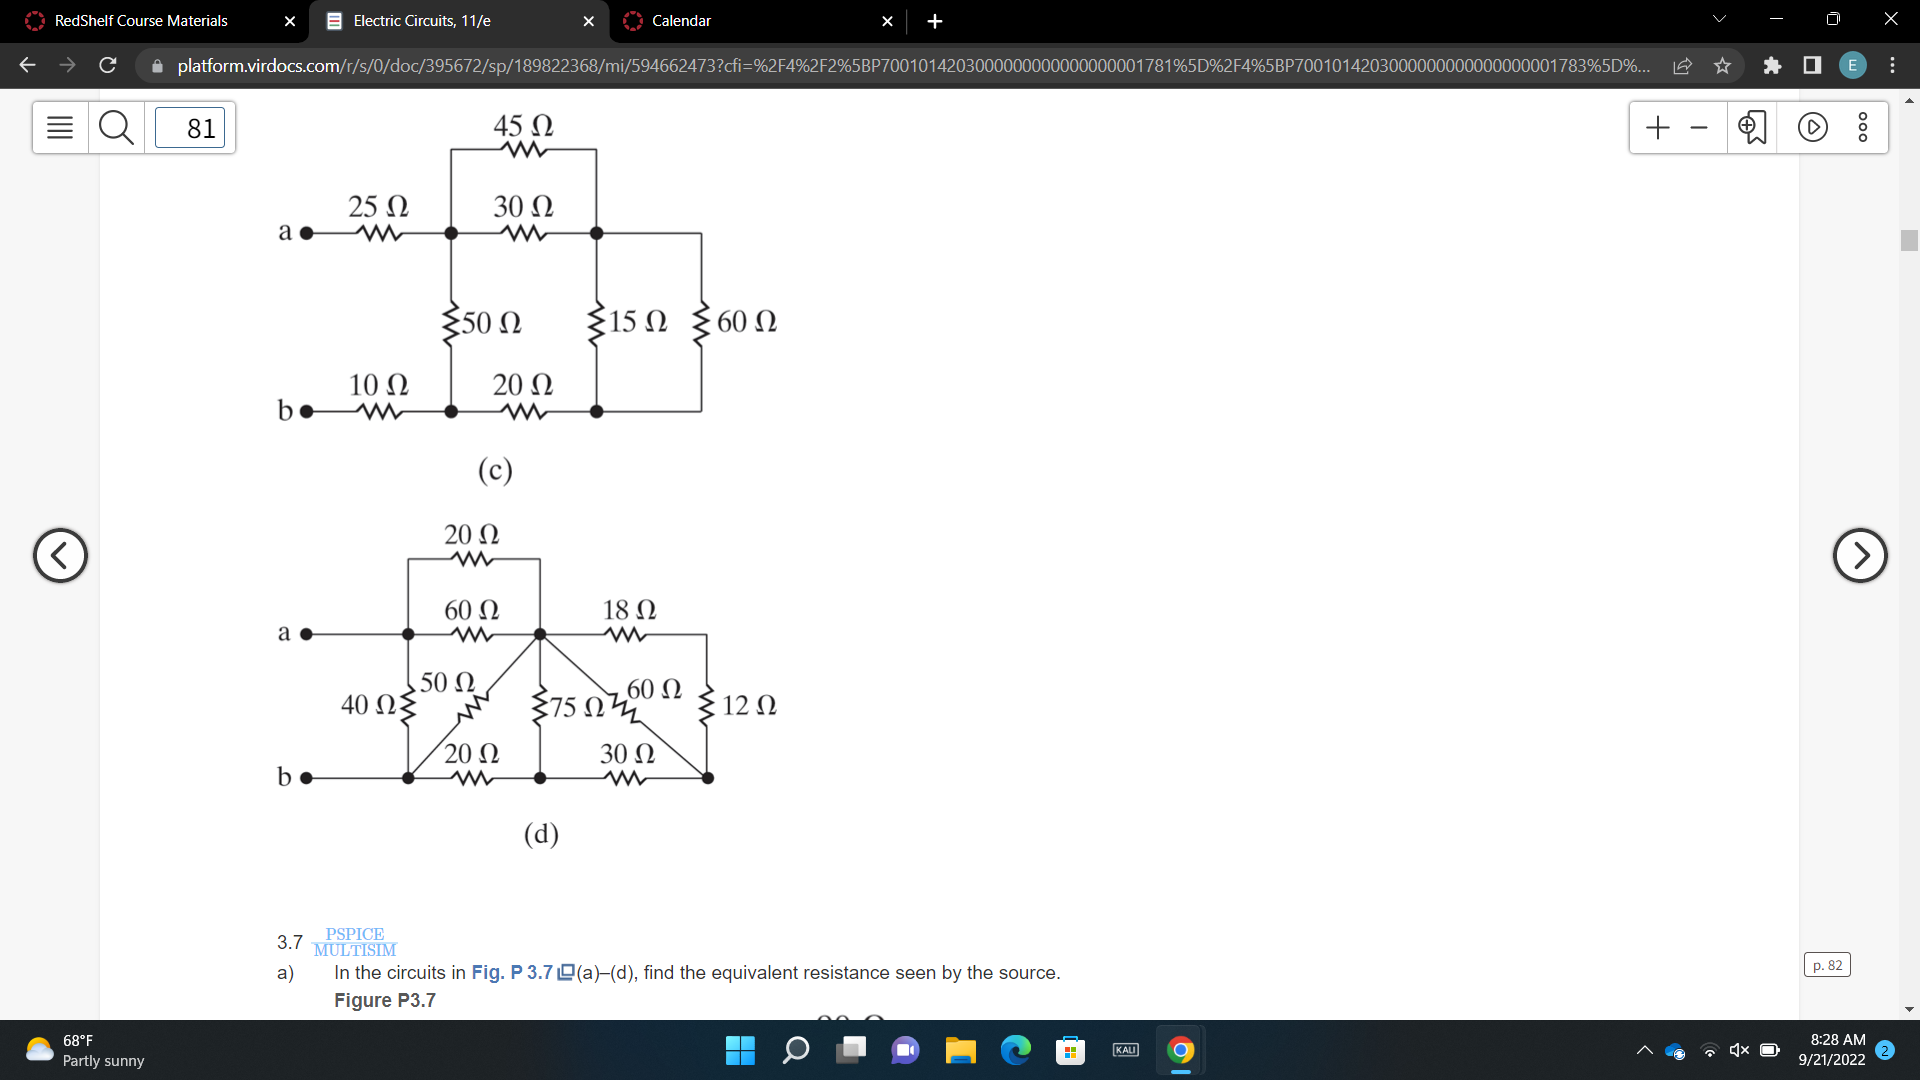 RedShelf Course Materials
Electric Circuits, 11/e
Calendar
platform.virdocs.com/r/s/0/doc/395672/sp/189822368/mi/594662473?cfi=%2F4%2F2%5BP7001014203000000000000000001781%5D%2F4%5BP7001014203000000000000000001783%5D%...
E
81
45 Ω
25 Ω
30 Ω
a
50 Ω
15 Ω
60 Ω
10 Ω
20 Ω
b
(c)
20 Ω
60 Ω
18 Ω
a
50 Ω
60 Ω
40 Ω
75 Ω
12 Ω
20 Ω
30 Ω
b
(d)
3.7 PSPICE
MULTISIM
p. 82
a) In the circuits in Fig. P 3.7 (a)–(d), find the equivalent resistance seen by the source.
Figure P3.7
68°F
Partly sunny
KALI
8:28 AM
9/21/2022
2